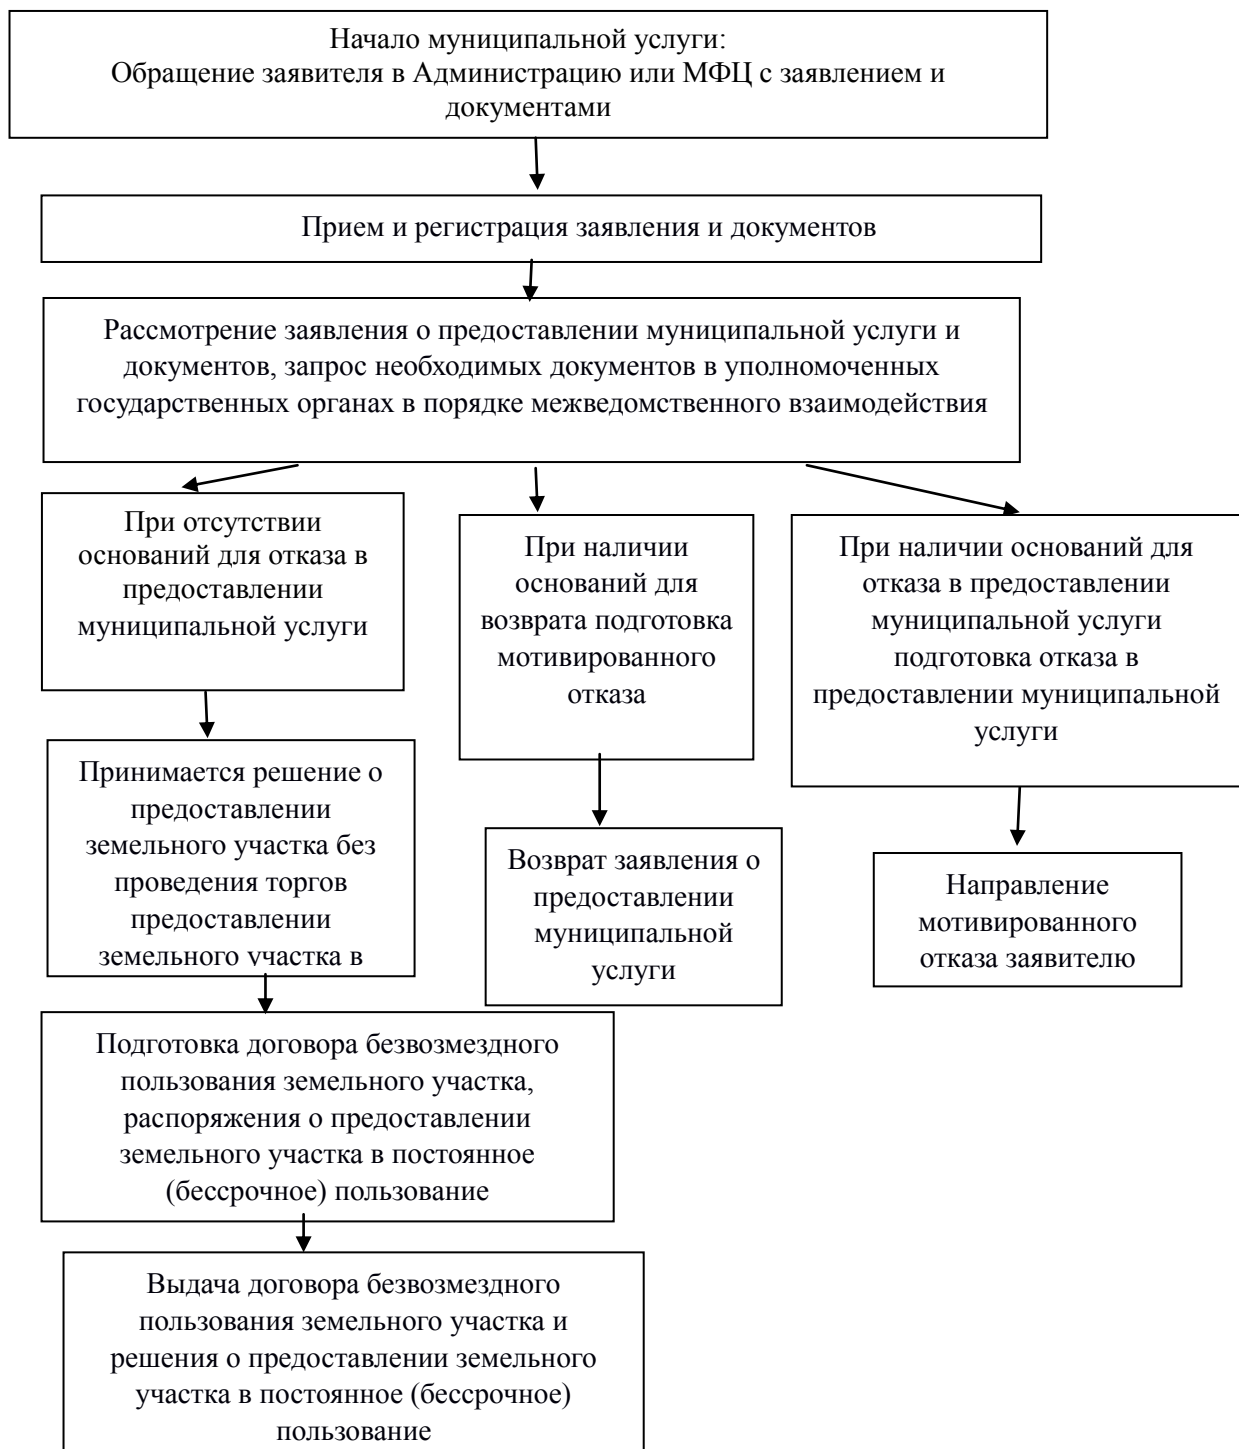 Начало муниципальной услуги:
Обращение заявителя в Администрацию или МФЦ с заявлением и
документами
Прием и регистрация заявления и документов
Рассмотрение заявления о предоставлении муниципальной услуги и
документов, запрос необходимых документов в уполномоченных
государственных органах в порядке межведомственного взаимодействия
При отсутствии
оснований для отказа в
предоставлении
муниципальной услуги
При наличии
оснований для
возврата подготовка
мотивированного
отказа
При наличии оснований для
отказа в предоставлении
муниципальной услуги
подготовка отказа в
предоставлении муниципальной
услуги
Принимается решение о
предоставлении
земельного участка без
проведения торгов
предоставлении
земельного участка в
Возврат заявления о
предоставлении
муниципальной
услуги
Направление
мотивированного
отказа заявителю
Подготовка договора безвозмездного
пользования земельного участка,
распоряжения о предоставлении
земельного участка в постоянное
(бессрочное) пользование
Выдача договора безвозмездного
пользования земельного участка и
решения о предоставлении земельного
участка в постоянное (бессрочное)
пользование